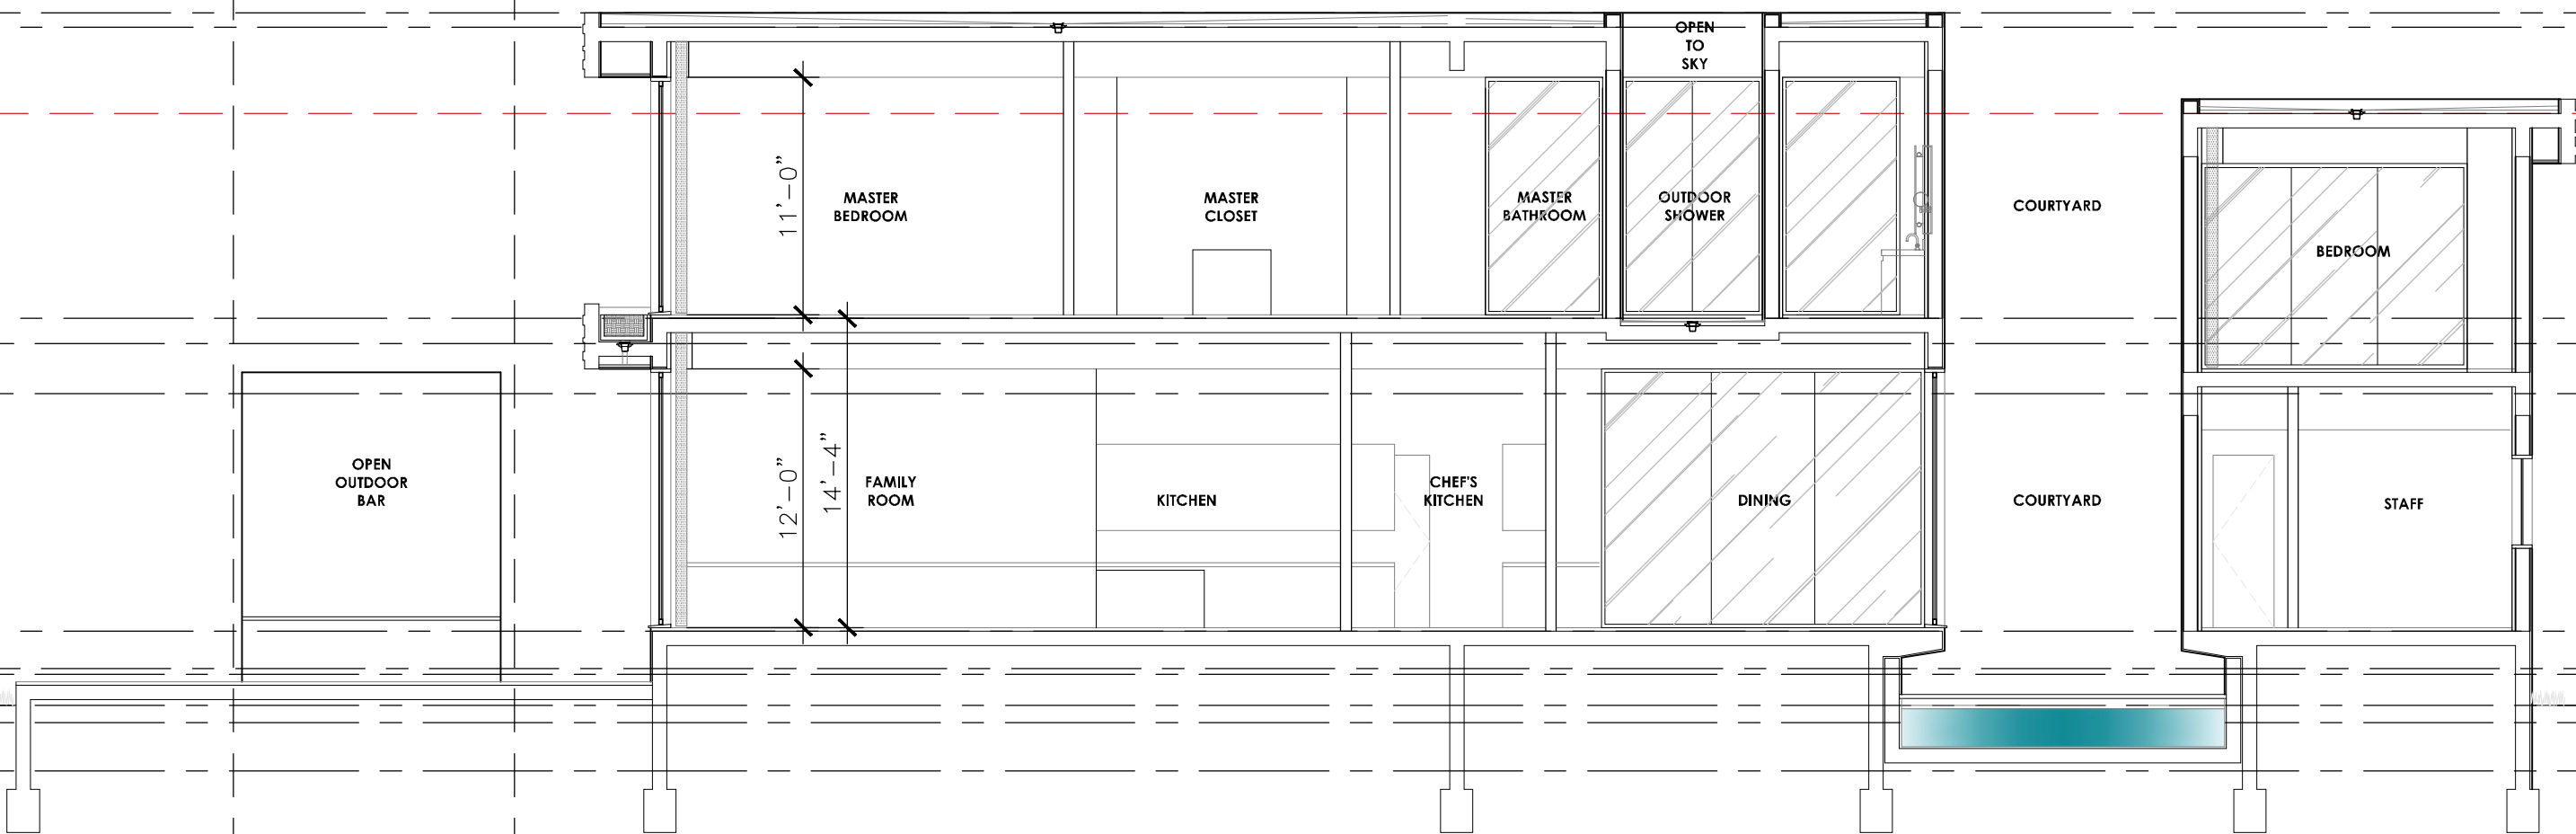 OPEN
TO
SKY
11'-0"
MASTER
BEDROOM
MASTER
CLOSET
MASTER
BATHROOM
OUTDOOR
SHOWER
COURTYARD
BEDROOM
OPEN
OUTDOOR
BAR
12'-0"
14'-4"
FAMILY
ROOM
KITCHEN
CHEF'S
KITCHEN
DINING
COURTYARD
STAFF